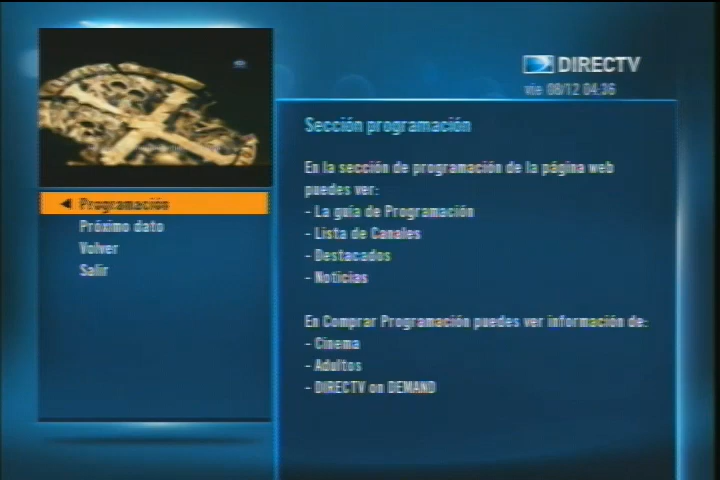 DIRECTV
vie 08/12 04:36
Sección programación
En la sección de programación de la página web
puedes ver:
- La guía de Programación
- Lista de Canales
- Destacados
- Noticias
En Comprar Programación puedes ver información de:
- Cinema
- Adultos
- DIRECTV on DEMAND
Programación
Próximo dato
Volver
Salir